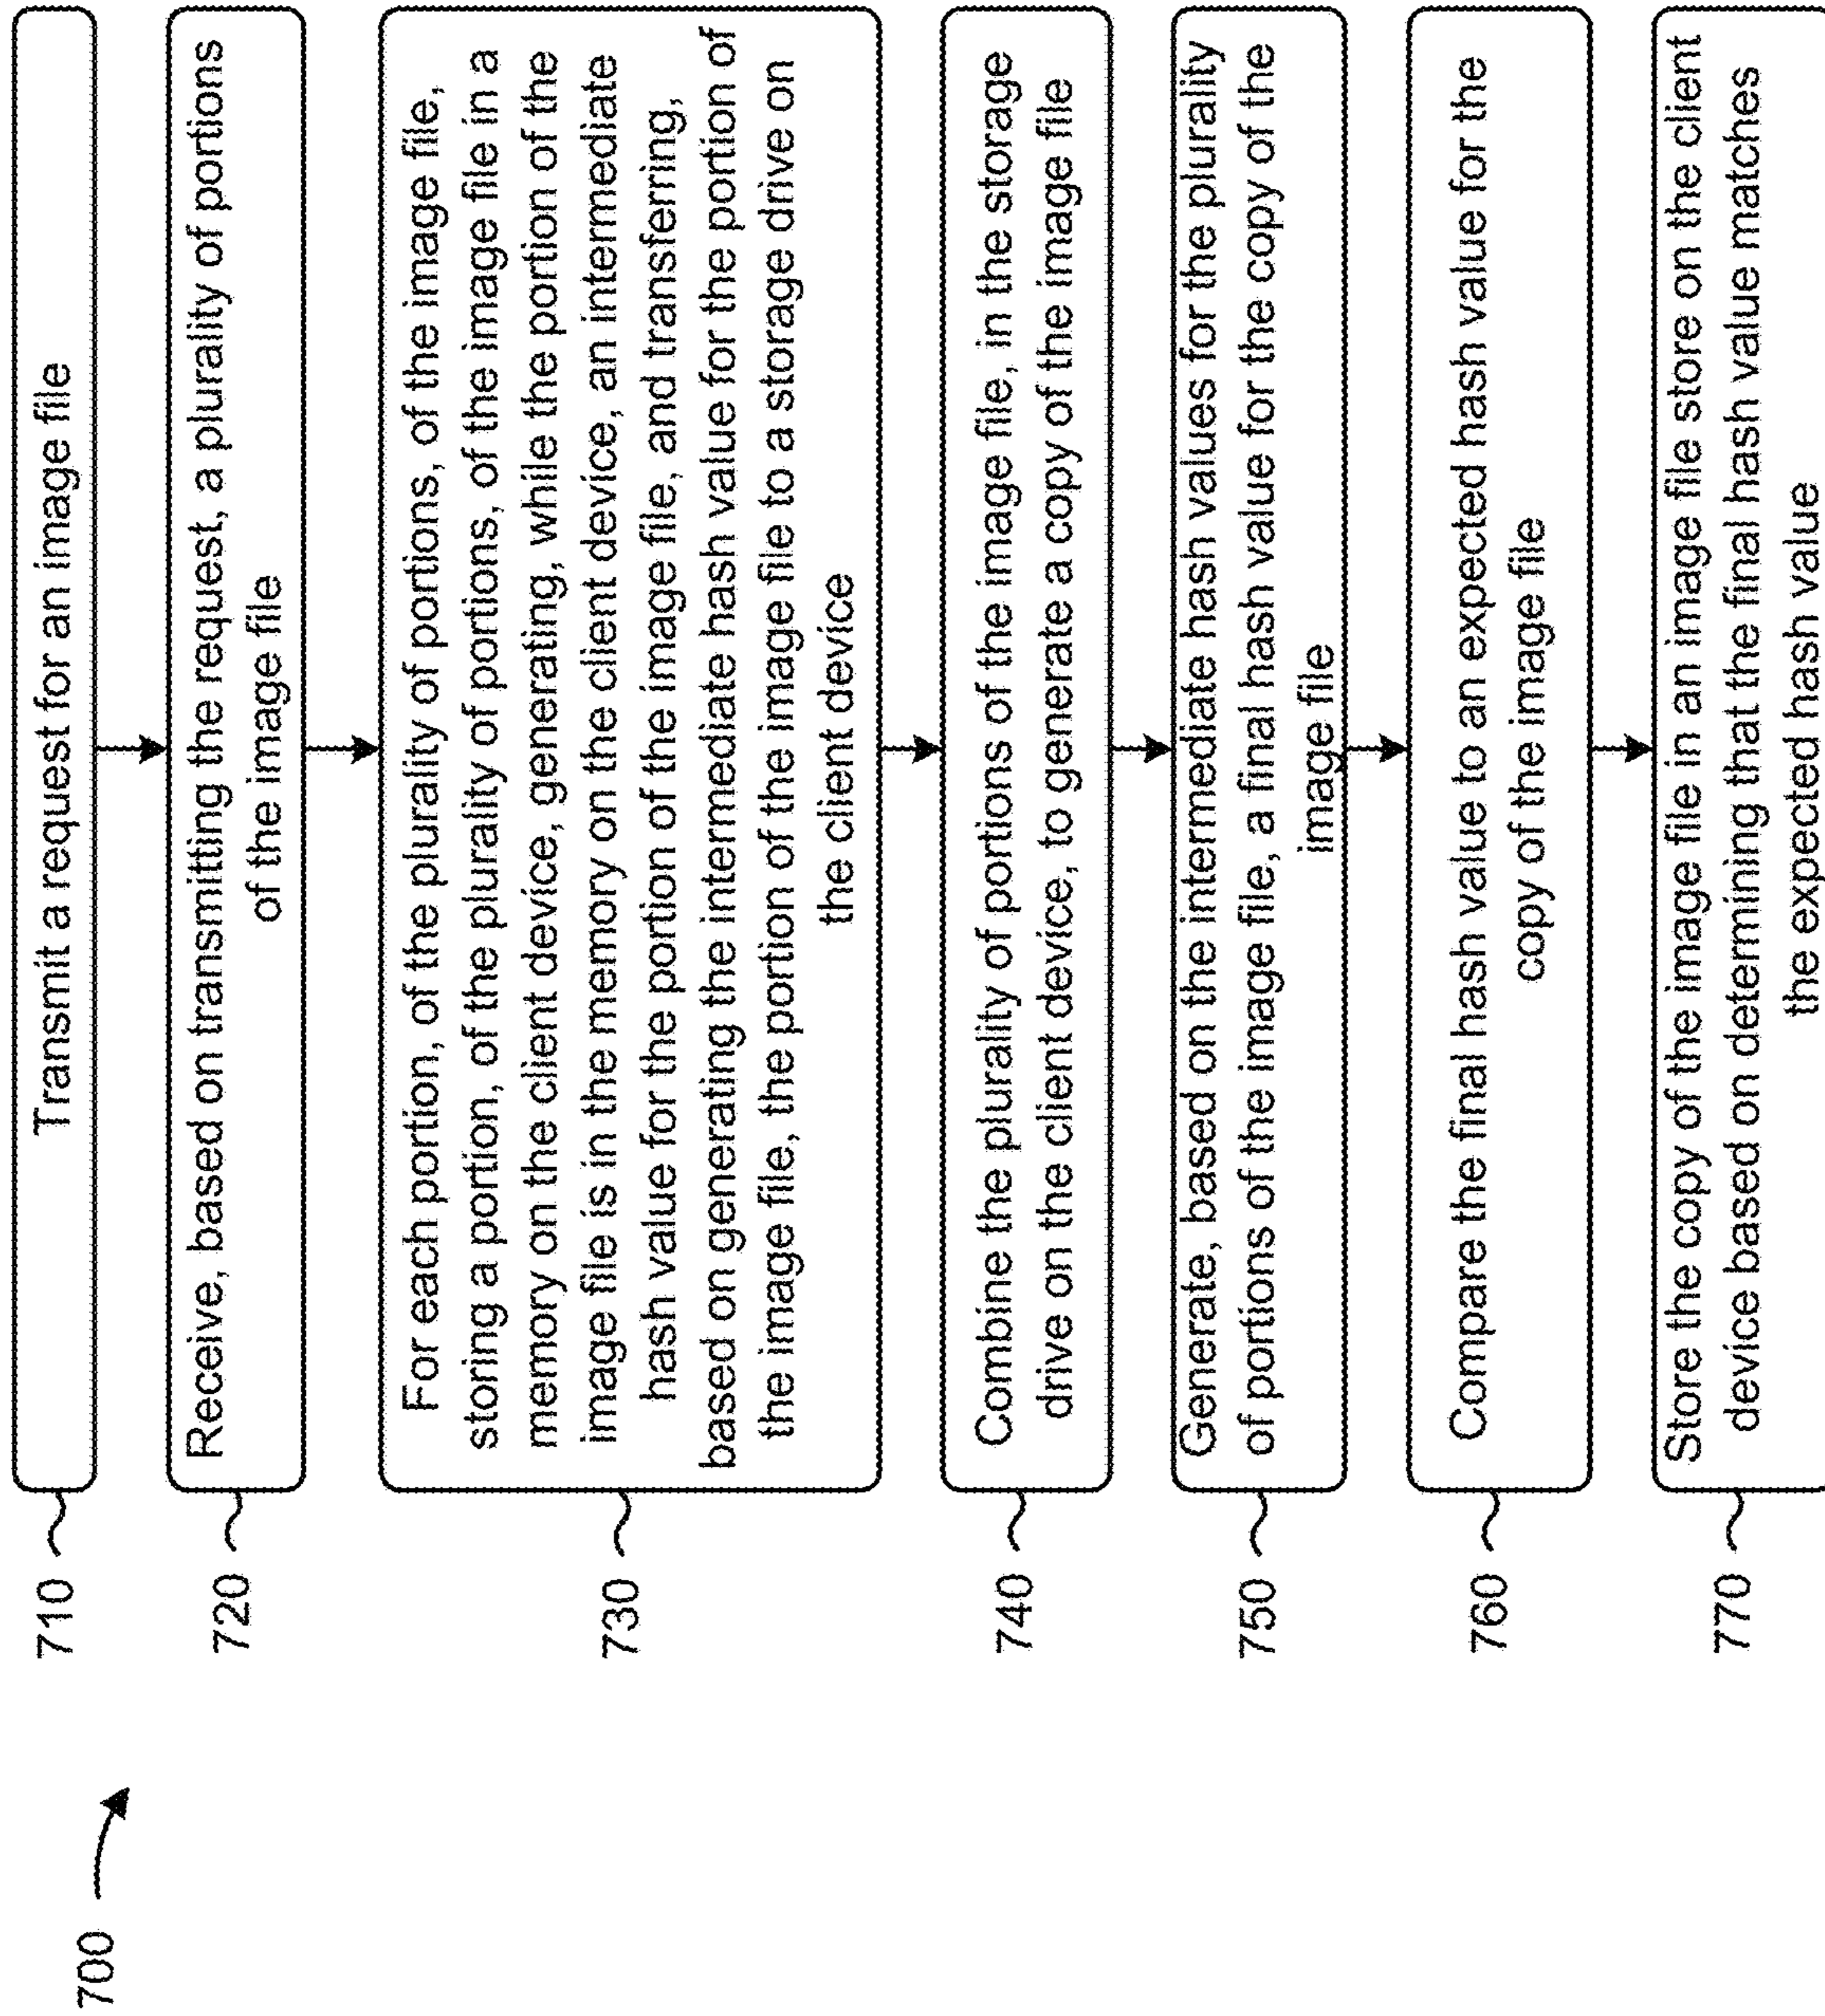 700
710
Transmit a request for an image file
720
Receive, based on transmitting the request, a plurality of portions
of the image file
730
For each portion, of the plurality of portions, of the image file,
storing a portion, of the plurality of portions, of the image file in a
memory on the client device, generating, while the portion of the
image file is in the memory on the client device, an intermediate
hash value for the portion of the image file, and transferring,
based on generating the intermediate hash value for the portion of
the image file, the portion of the image file to a storage drive on
the client device
740
Combine the plurality of portions of the image file, in the storage
drive on the client device, to generate a copy of the image file
750
Generate, based on the intermediate hash values for the plurality
of portions of the image file, a final hash value for the copy of the
image file
760
Compare the final hash value to an expected hash value for the
copy of the image file
770
Store the copy of the image file in an image file store on the client
device based on determining that the final hash value matches
the expected hash value